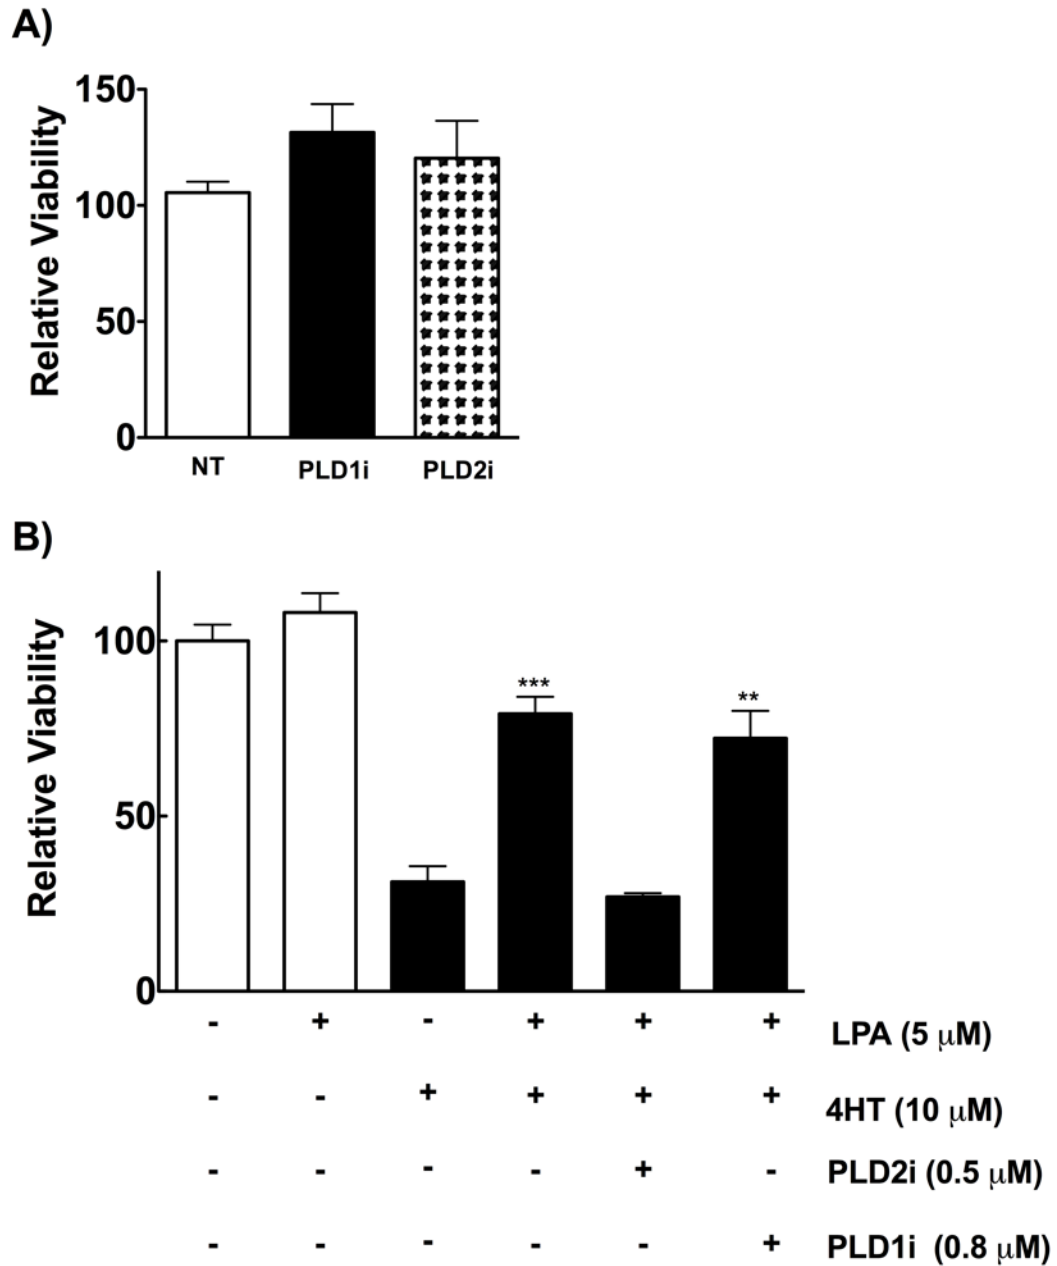 A)
Relative Viability
150
100
50
0
NT PLD1i PLD2i
B)
Relative Viability
100
50
0
*** **
- + - + + + LPA (5 μM)
- - + + + + 4HT (10 μM)
- - - - + - PLD2i (0.5 μM)
- - - - - + PLD1i (0.8 μM)